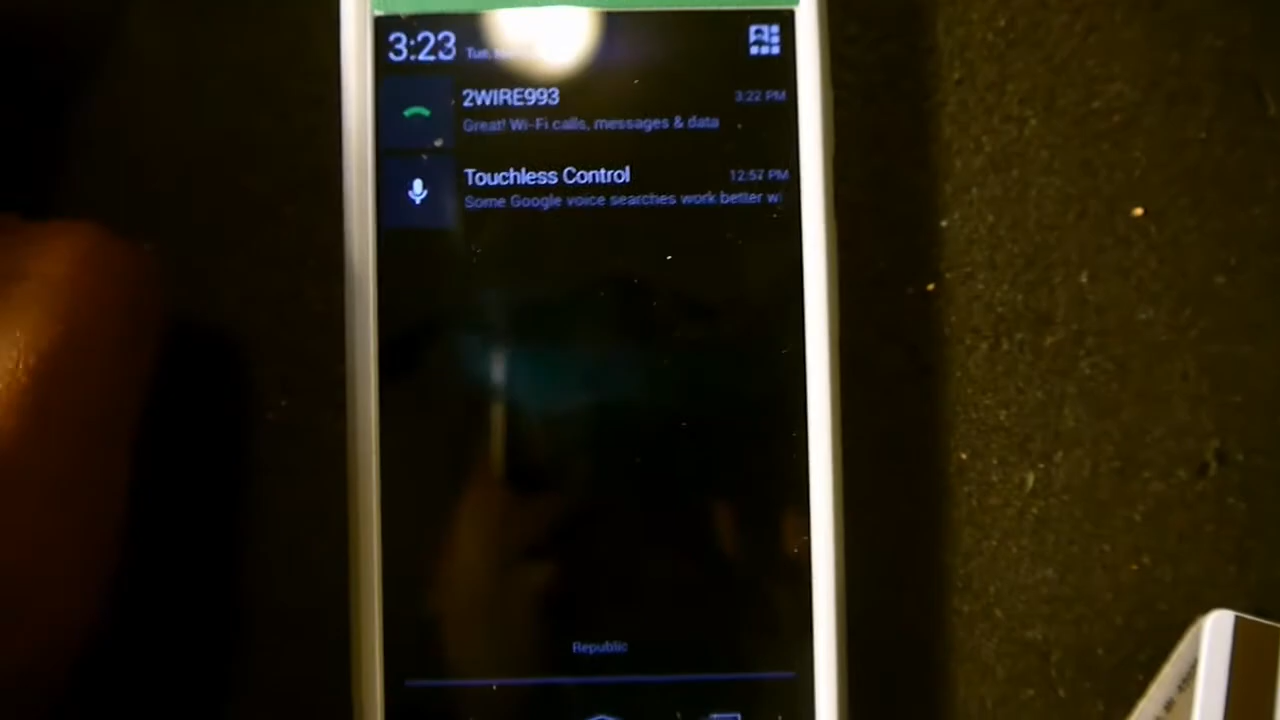 3:23 Tue,
2WIRE993 3:22 PM
Great! Wi-Fi calls, messages & data
Touchless Control 12:57 PM
Some Google voice searches work better w
Republic